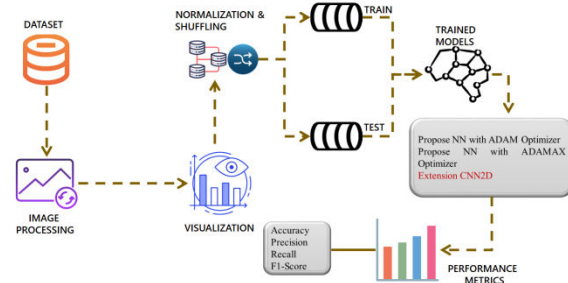 DATASET
IMAGE
PROCESSING
VISUALIZATION
NORMALIZATION &
SHUFFLING
TRAIN
TEST
TRAINED
MODELS
Propose NN with ADAM Optimizer
Propose NN with ADAMAX
Optimizer
Extension CNN2D
PERFORMANCE
METRICS
Accuracy
Precision
Recall
F1-Score